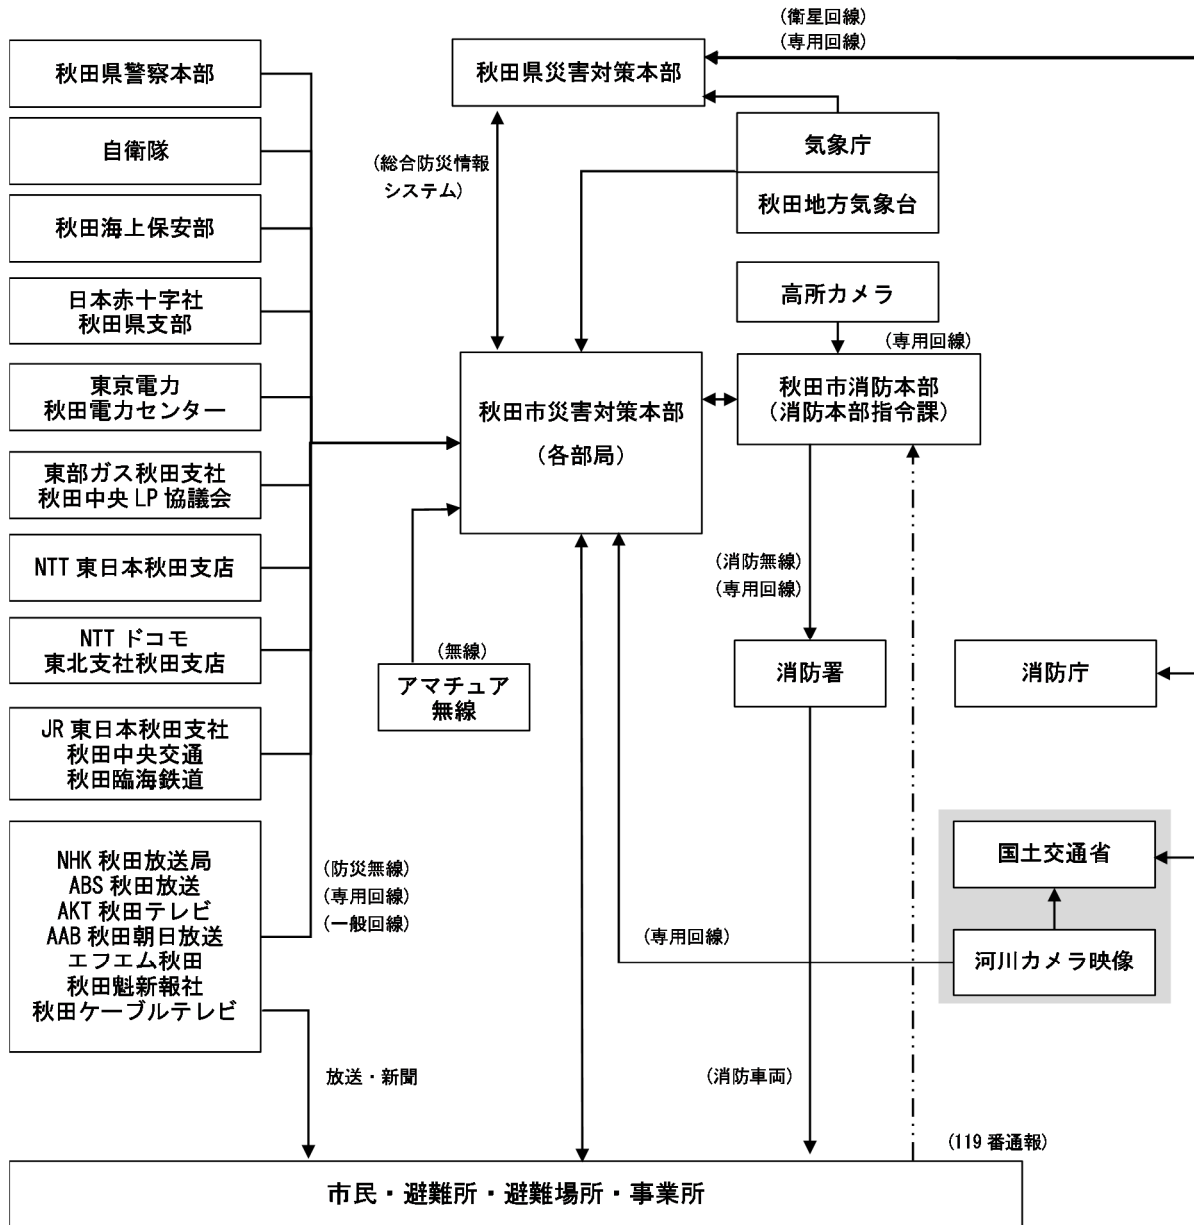 (衛星回線)
(専用回線)
秋田県警察本部
秋田県災害対策本部
自衛隊
気象庁
(総合防災情報
システム)
秋田地方気象台
秋田海上保安部
日本赤十字社
秋田県支部
高所カメラ
(専用回線)
東京電力
秋田電力センター
秋田市災害対策本部
(各部局)
秋田市消防本部
(消防本部指令課)
東部ガス秋田支社
秋田中央LP協議会
NTT東日本秋田支店
(消防無線)
(専用回線)
NTTドコモ
東北支社秋田支店
(無線)
アマチュア
無線
消防署
消防庁
JR東日本秋田支社
秋田中央交通
秋田臨海鉄道
NHK秋田放送局
ABS秋田放送
AKT秋田テレビ
AAB秋田朝日放送
エフエム秋田
秋田魁新報社
秋田ケーブルテレビ
(防災無線)
(専用回線)
(一般回線)
国土交通省
(専用回線)
河川カメラ映像
放送・新聞
(消防車両)
(119番通報)
市民・避難所・避難場所・事業所